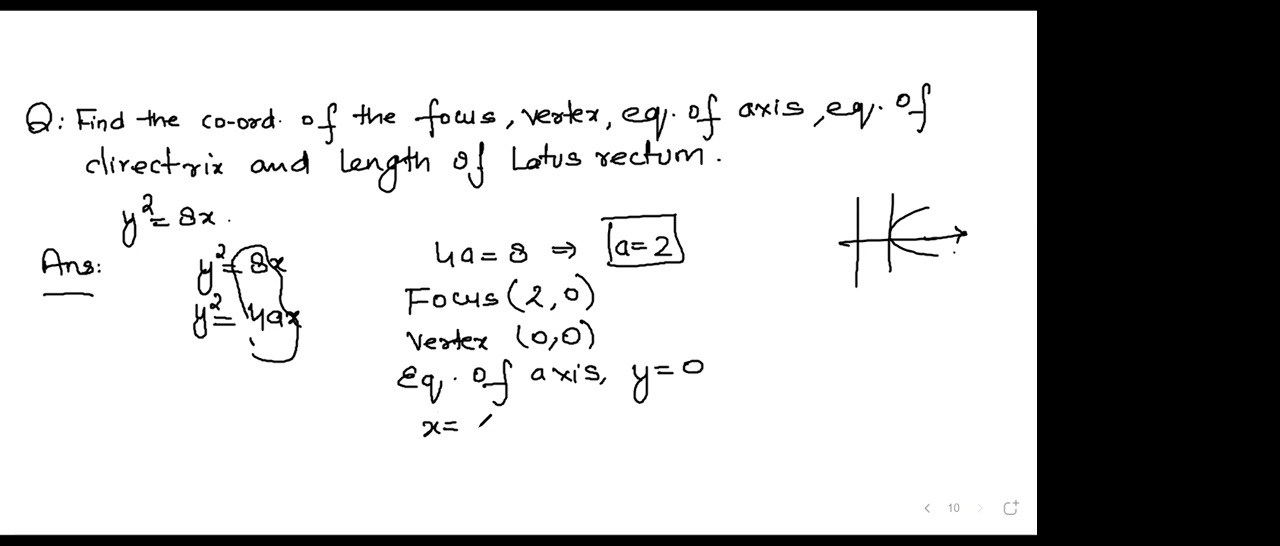 Q: Find the co-ord. of the focus, vertex, eq. of axis, eq. of
directrix and length of Latus rectum.
y² = 8x.
Ans:
y² = 8x
y² = 4ax
4a = 8 ⇒ a = 2
Focus (2,0)
vertex (0,0)
Eq. of axis, y = 0
x =
10